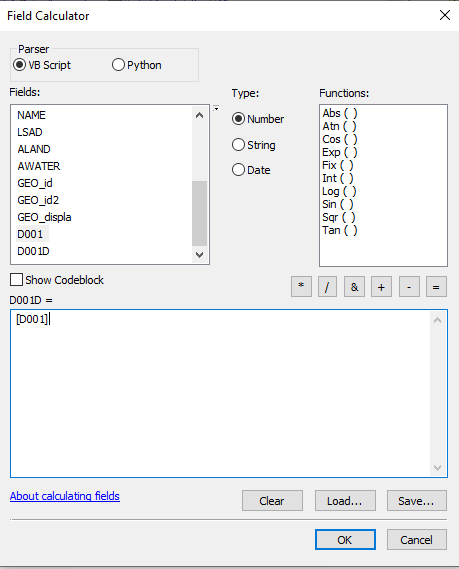 Field Calculator
Parser
VB Script
Python
Fields:
Type:
Functions:
NAME
LSAD
ALAND
AWATER
GEO_id
GEO_id2
GEO_displa
D001
D001D
Number
String
Date
Abs ( )
Atn ( )
Cos ( )
Exp ( )
Fix ( )
Int ( )
Log ( )
Sin ( )
Sqr ( )
Tan ( )
Show Codeblock
* / & + - =
D001D =
[D001]
About calculating fields
Clear
Load...
Save...
OK
Cancel